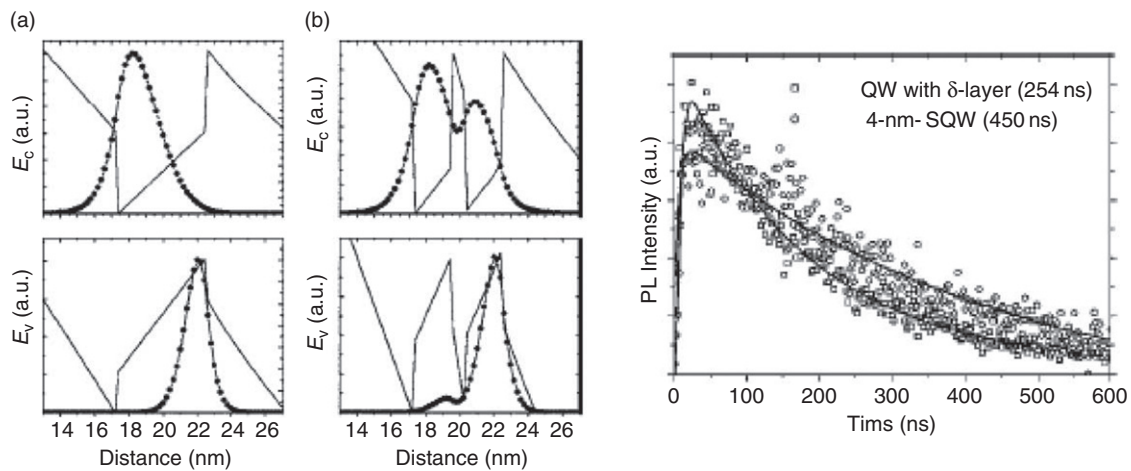 (a)
(b)
E_c (a.u.)
E_c (a.u.)
E_v (a.u.)
E_v (a.u.)
14 16 18 20 22 24 26
14 16 18 20 22 24 26
Distance (nm)
Distance (nm)
QW with δ-layer (254 ns)
4-nm- SQW (450 ns)
PL Intensity (a.u.)
0 100 200 300 400 500 600
Tims (ns)